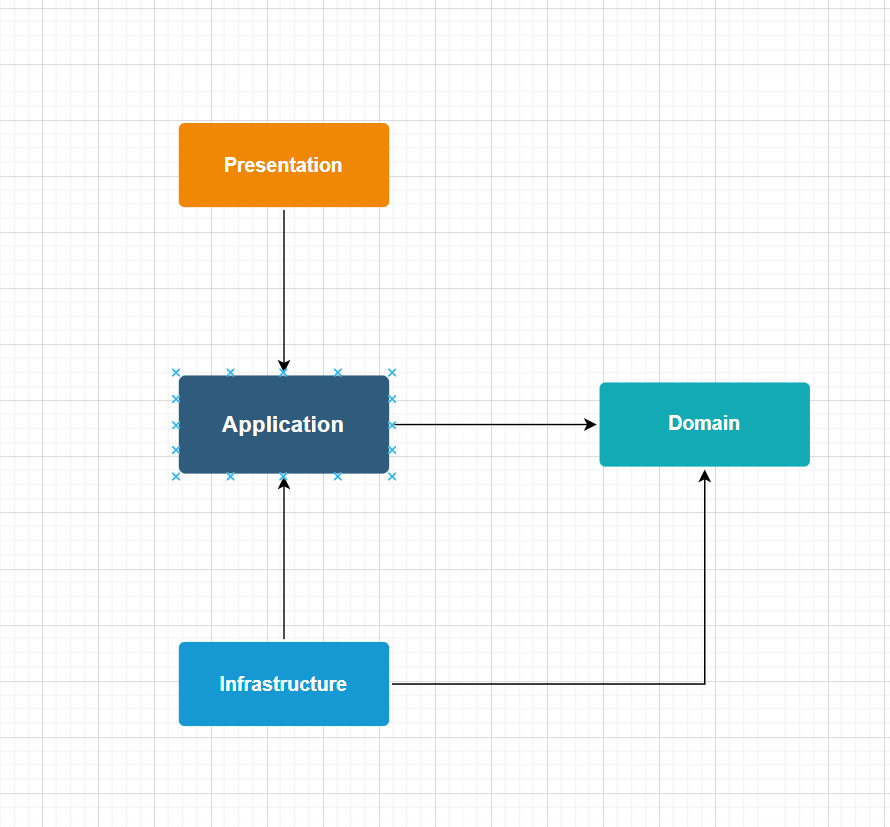 Presentation
Application
Domain
Infrastructure